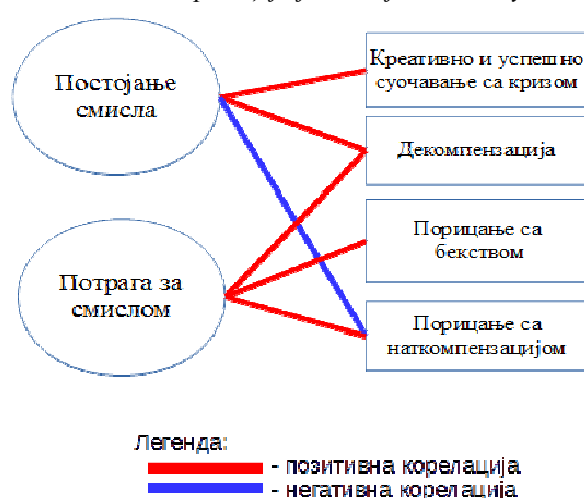 Постојање
смисла
Креативно и успешно
суочавање са кризом
Декомпензација
Порицање са
бекством
Потрата за
смислом
Порицање са
наткомпензацијом
Легенда:
- позитивна корелација
- негативна корелација